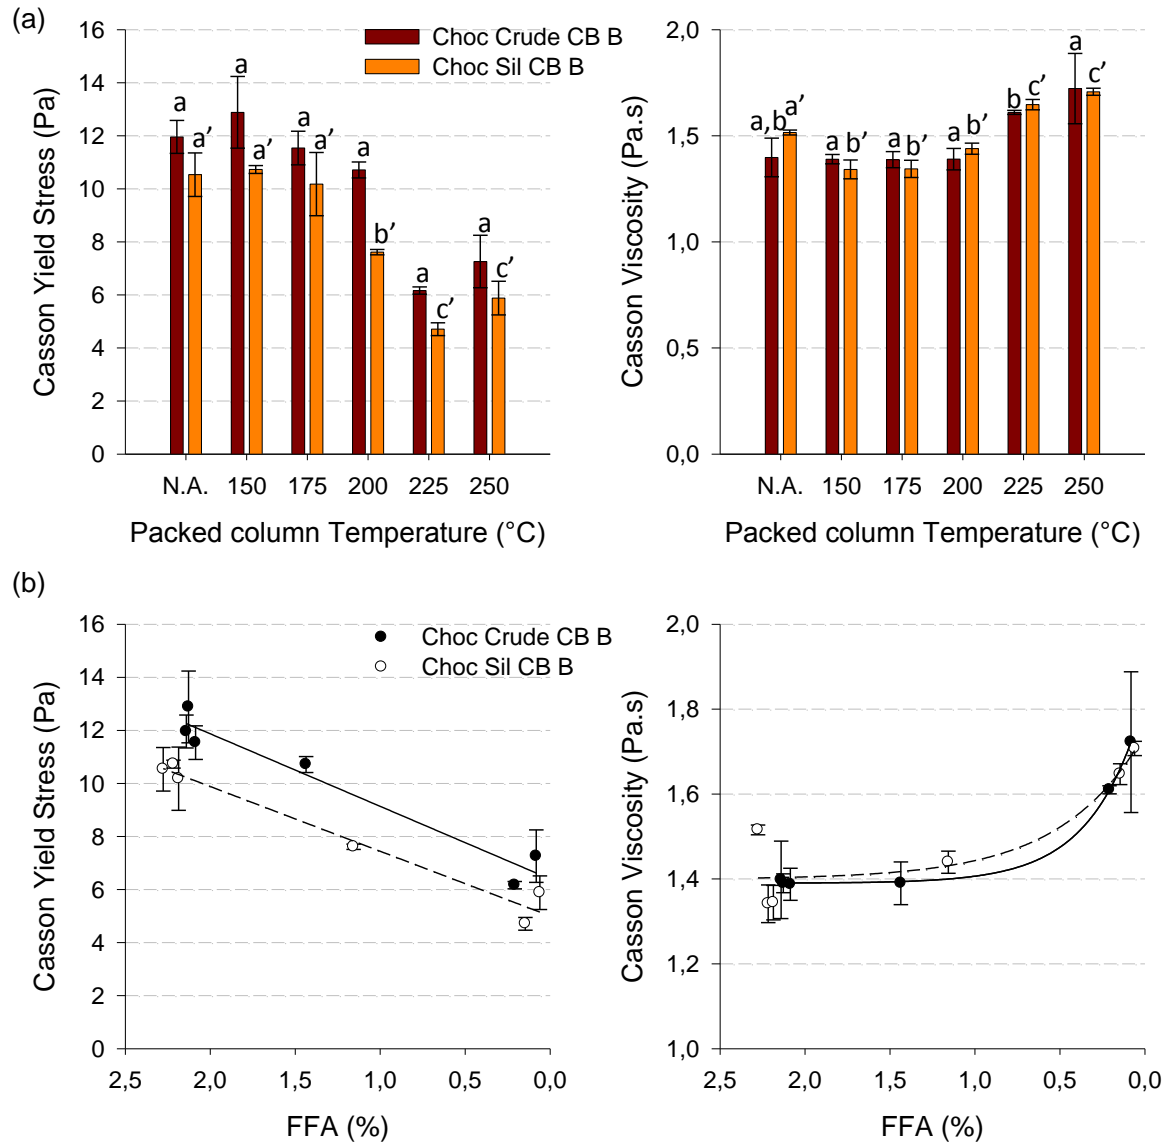 (a)
16
14
12
10
8
6
4
2
0
Casson Yield Stress (Pa)
Choc Crude CB B
Choc Sil CB B
a a' a a' a a' b' a c' a c'
N.A. 150 175 200 225 250
Packed column Temperature (°C)
2,0
1,5
1,0
0,5
0,0
Casson Viscosity (Pa.s)
a,b a' a b' a b' a b' b c' a c'
N.A. 150 175 200 225 250
Packed column Temperature (°C)
(b)
16
14
12
10
8
6
4
2
0
Casson Yield Stress (Pa)
Choc Crude CB B
Choc Sil CB B
2,5 2,0 1,5 1,0 0,5 0,0
FFA (%)
2,0
1,8
1,6
1,4
1,2
1,0
Casson Viscosity (Pa.s)
2,5 2,0 1,5 1,0 0,5 0,0
FFA (%)